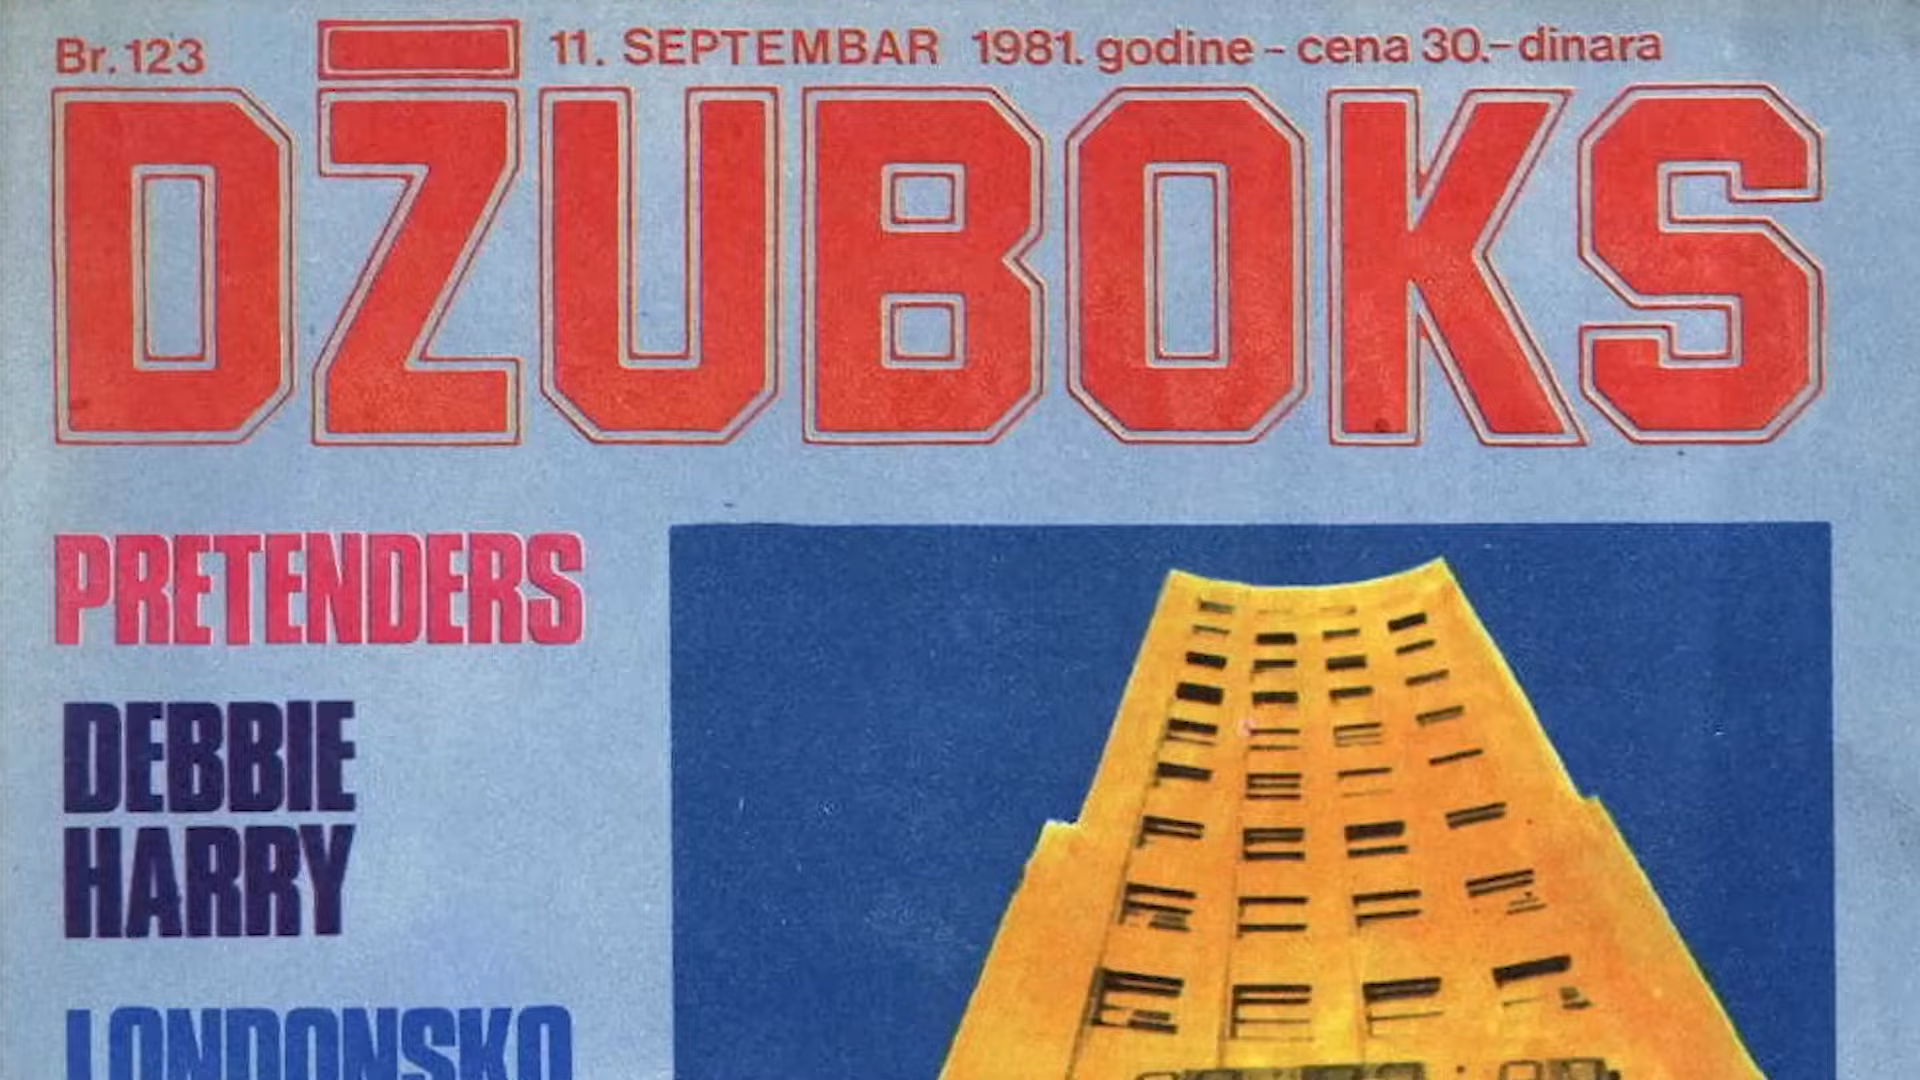 Br. 123
11. SEPTEMBAR 1981. godine – cena 30.– dinara
DŽUBOKS
PRETENDERS
DEBBIE
HARRY
LONDONSKO